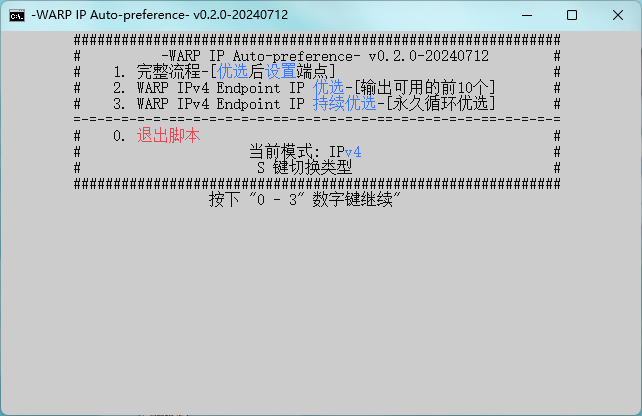 -WARP IP Auto-preference- v0.2.0-20240712
#############################################################
# -WARP IP Auto-preference- v0.2.0-20240712 #
# 1. 完整流程-[优选后设置端点] #
# 2. WARP IPv4 Endpoint IP 优选-[输出可用的前10个] #
# 3. WARP IPv4 Endpoint IP 持续优选-[永久循环优选] #
-------------------------------------------------------------
# 0. 退出脚本 #
# 当前模式: IPv4 #
# S 键切换类型 #
#############################################################
按下 "0 - 3" 数字键继续"